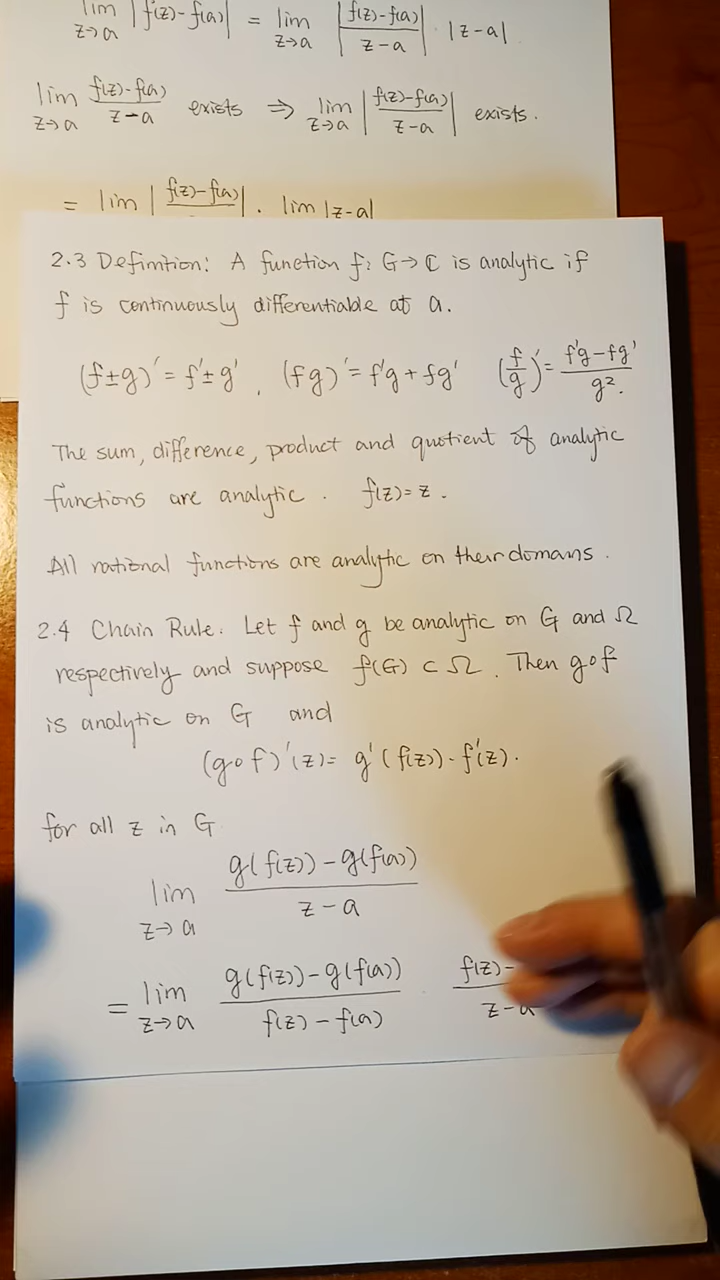 lim z→a |f(z)-f(a)| = lim z→a |f(z)-f(a)/z-a| · |z-a|
lim z→a f(z)-f(a)/z-a exists ⇒ lim z→a |f(z)-f(a)/z-a| exists.
= lim |f(z)-f(a)| · lim |z-a|
2.3 Definition: A function f: G→ℂ is analytic if
f is continuously differentiable at a.
(f±g)' = f'±g', (fg)' = f'g + fg' (f/g)' = f'g-fg'/g².
The sum, difference, product and quotient of analytic
functions are analytic. f(z)=z.
All rational functions are analytic on their domains.
2.4 Chain Rule. Let f and g be analytic on G and Ω
respectively and suppose f(G) ⊂ Ω. Then g∘f
is analytic on G and
(g∘f)'(z) = g'(f(z))·f'(z).
for all z in G
lim z→a g(f(z))-g(f(a))/z-a
= lim z→a g(f(z))-g(f(a))/f(z)-f(a) · f(z)-/z-a